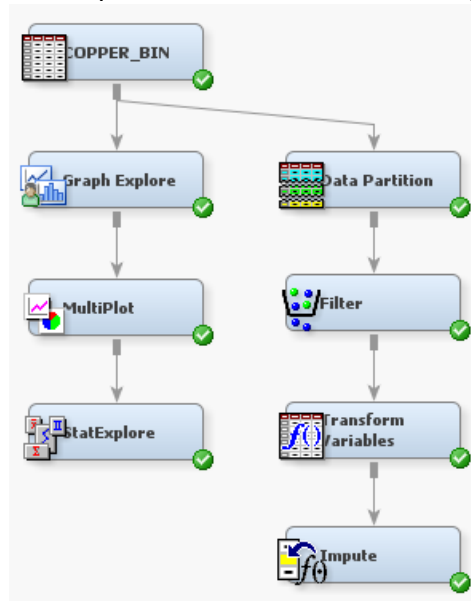 COPPER_BIN
Graph Explore
Data Partition
MultiPlot
Filter
StatExplore
Transform
Variables
Impute